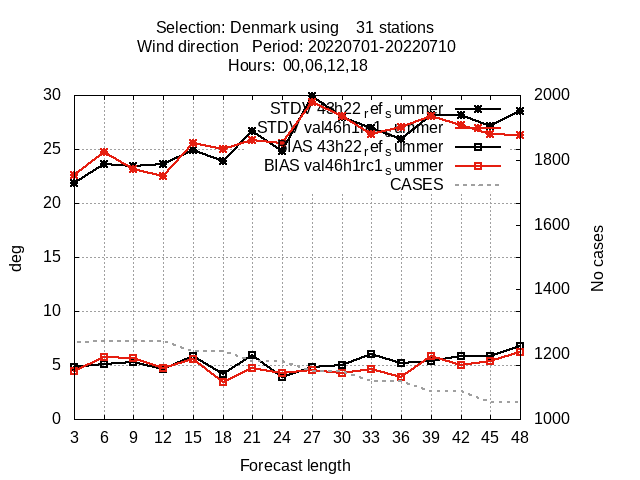 Selection: Denmark using    31 stations
Wind direction   Period: 20220701-20220710
Hours:  00,06,12,18
STDV 43h22_ref_summer
STDV val46h1rc1_summer
BIAS 43h22_ref_summer
BIAS val46h1rc1_summer
CASES
30
25
20
15
10
5
0
deg
2000
1800
1600
1400
1200
1000
No cases
3 6 9 12 15 18 21 24 27 30 33 36 39 42 45 48
Forecast length